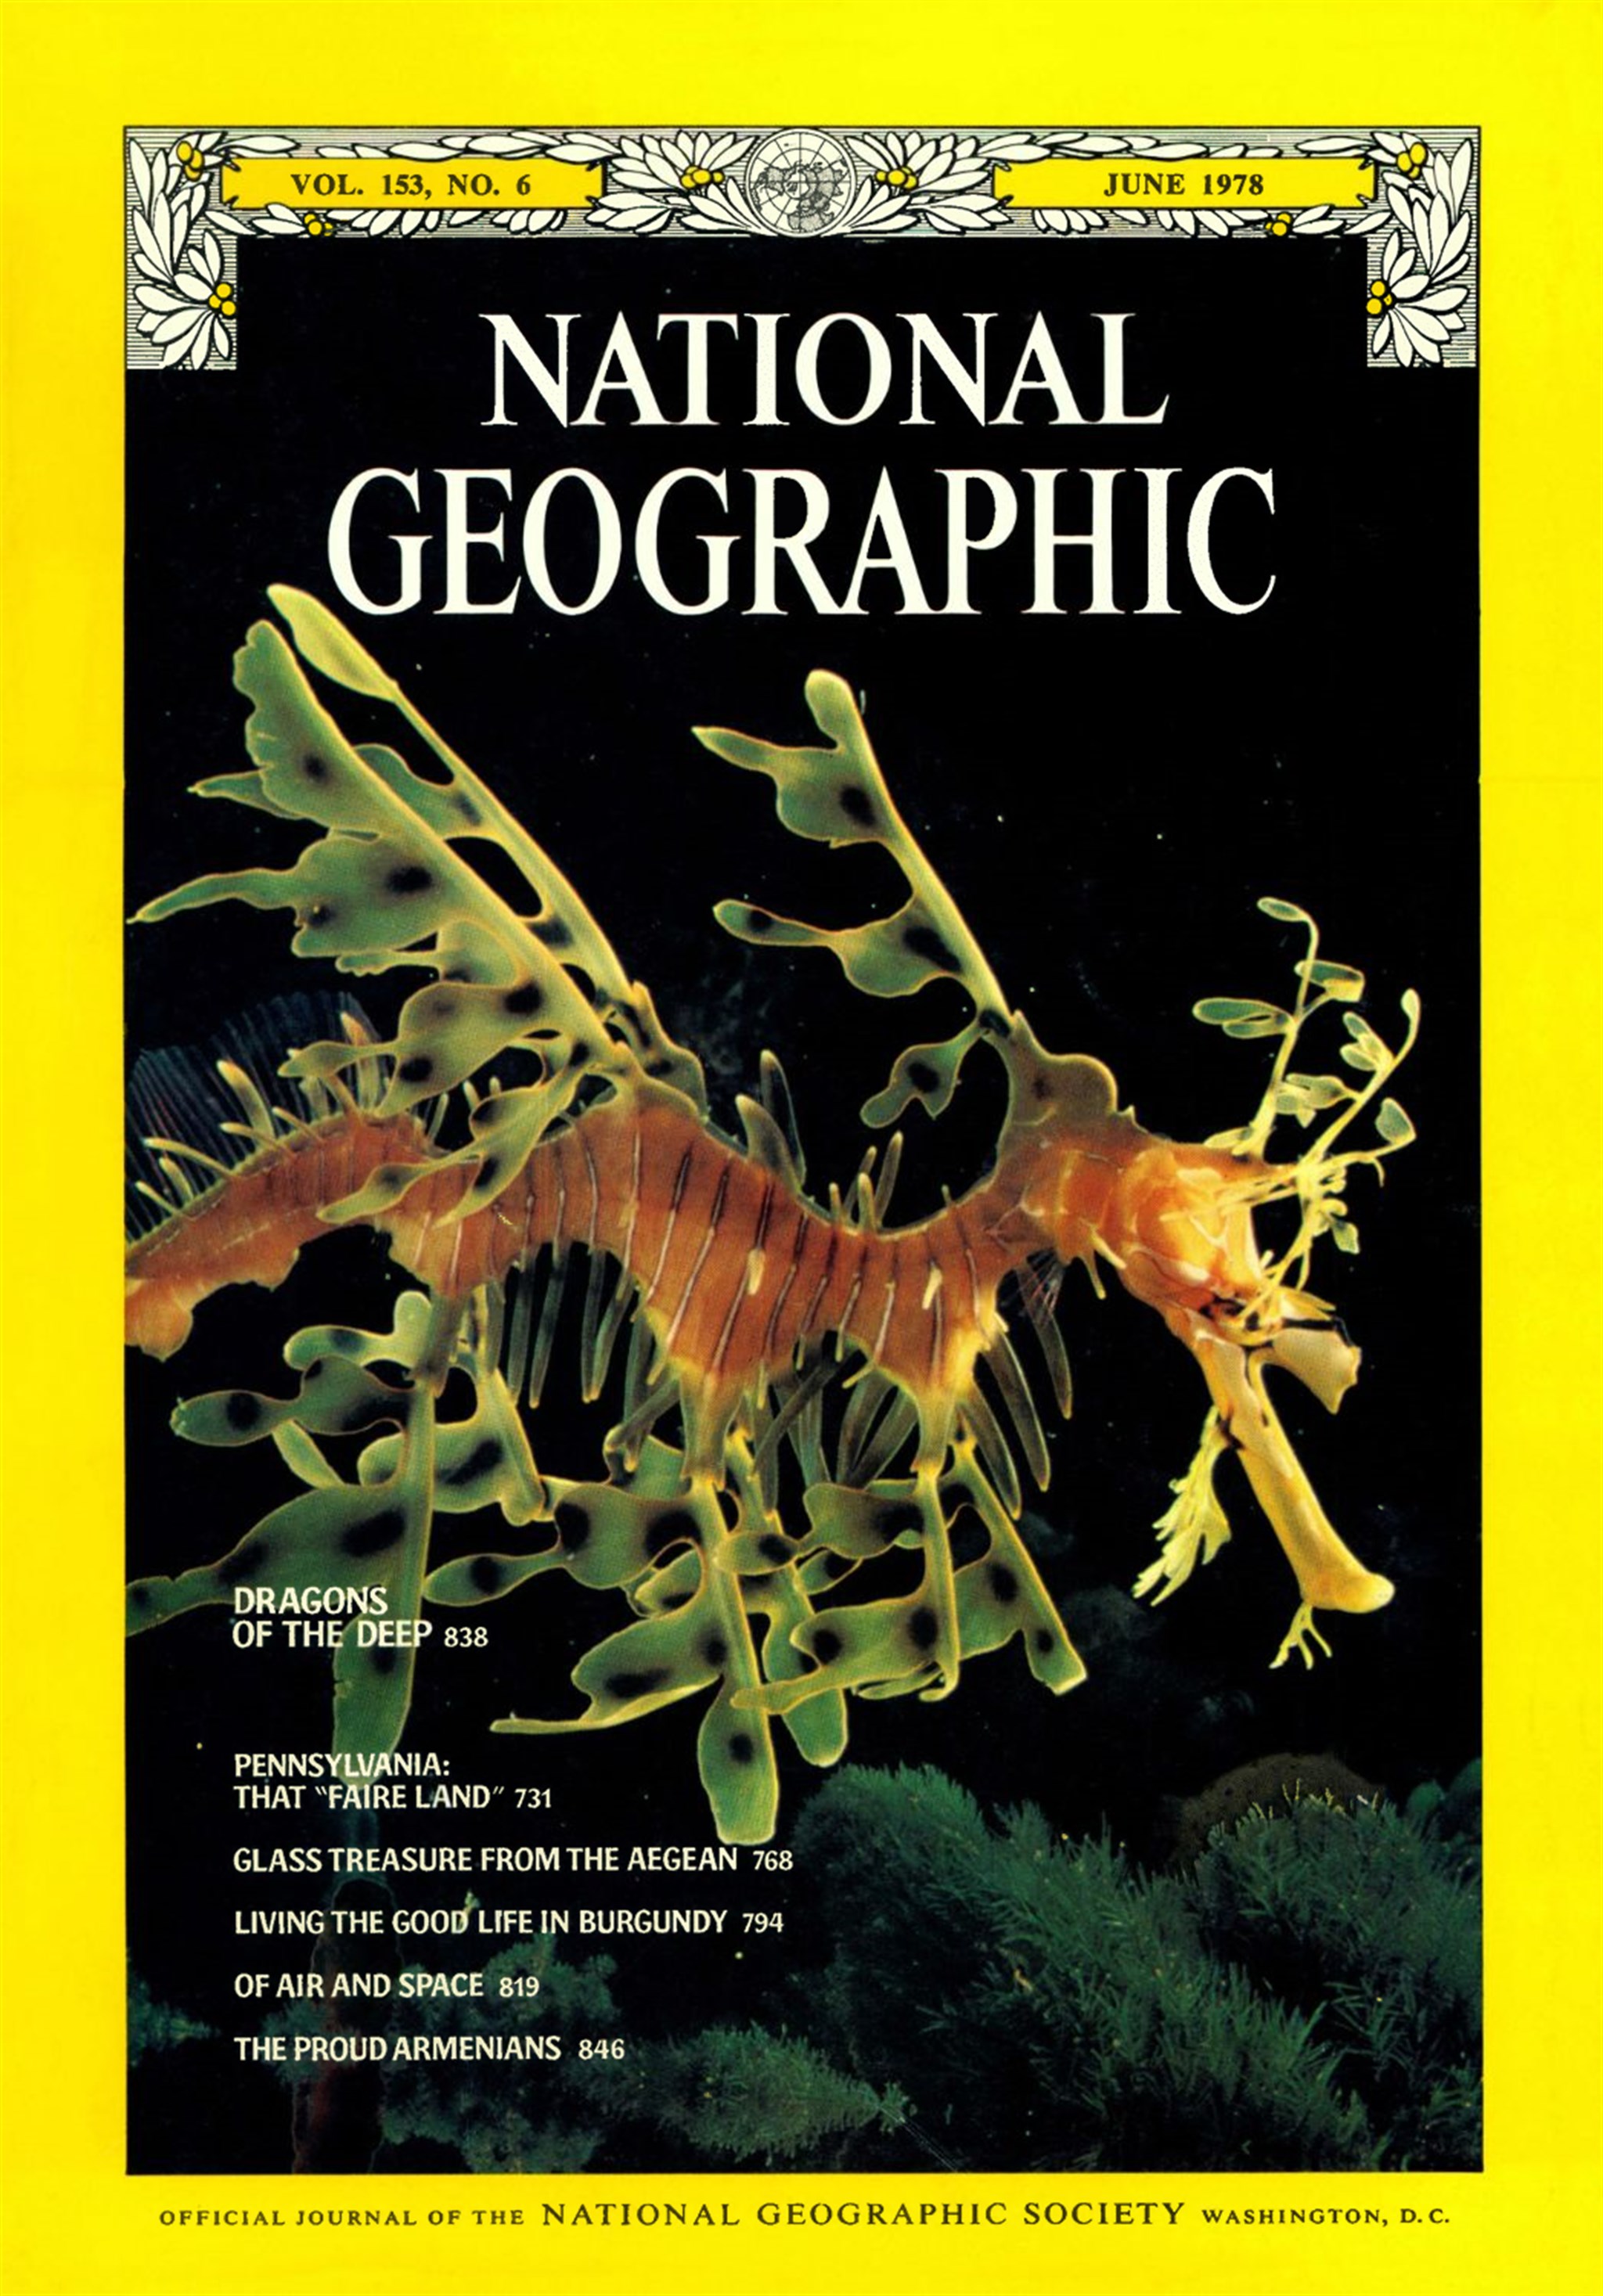 VOL. 153, NO. 6
JUNE 1978
NATIONAL
GEOGRAPHIC
DRAGONS
OF THE DEEP 838
PENNSYLVANIA:
THAT "FAIRE LAND" 731
GLASS TREASURE FROM THE AEGEAN 768
LIVING THE GOOD LIFE IN BURGUNDY 794
OF AIR AND SPACE 819
THE PROUD ARMENIANS 846
OFFICIAL JOURNAL OF THE NATIONAL GEOGRAPHIC SOCIETY WASHINGTON, D.C.